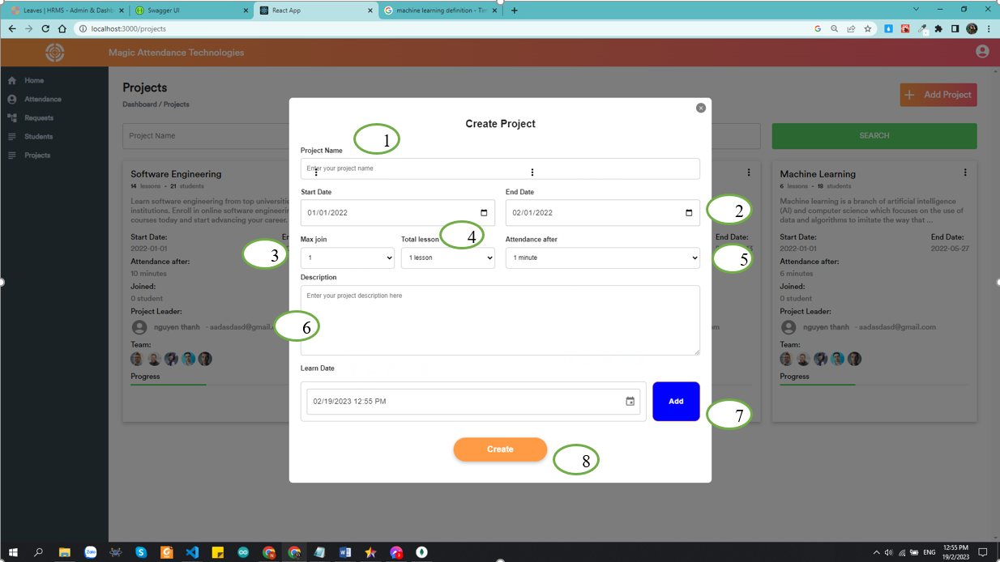 Leaves | HRMS - Admin & Dashb
Swagger UI
React App
machine learning definition - Tìm
localhost:3000/projects
Magic Attendance Technologies
Home
Attendance
Requests
Students
Projects
Projects
Dashboard / Projects
Add Project
Project Name
SEARCH
Create Project
1
Project Name
Enter your project name
Start Date
End Date
01/01/2022
02/01/2022
2
Max join
Total lesson
Attendance after
3
4
5
1
1 lesson
1 minute
Description
Enter your project description here
6
Learn Date
02/19/2023 12:55 PM
Add
7
Create
8
Software Engineering
14 lessons - 21 students
Learn software engineering from top universitie
institutions. Enroll in online software engineering
courses today and start advancing your career.
Start Date:
2022-01-01
Attendance after:
10 minutes
Joined:
0 student
Project Leader:
nguyen thanh - aadasdasd@gmail.
Team:
Progress
End Date:
Machine Learning
6 lessons - 18 students
Machine learning is a branch of artificial intelligence
(AI) and computer science which focuses on the use of
data and algorithms to imitate the way that ...
Start Date:
End Date:
2022-01-01
2022-05-27
Attendance after:
6 minutes
Joined:
0 student
Project Leader:
nguyen thanh - aadasdasd@gmail.com
Team:
Progress
Zalo
ENG
12:55 PM
19/2/2023